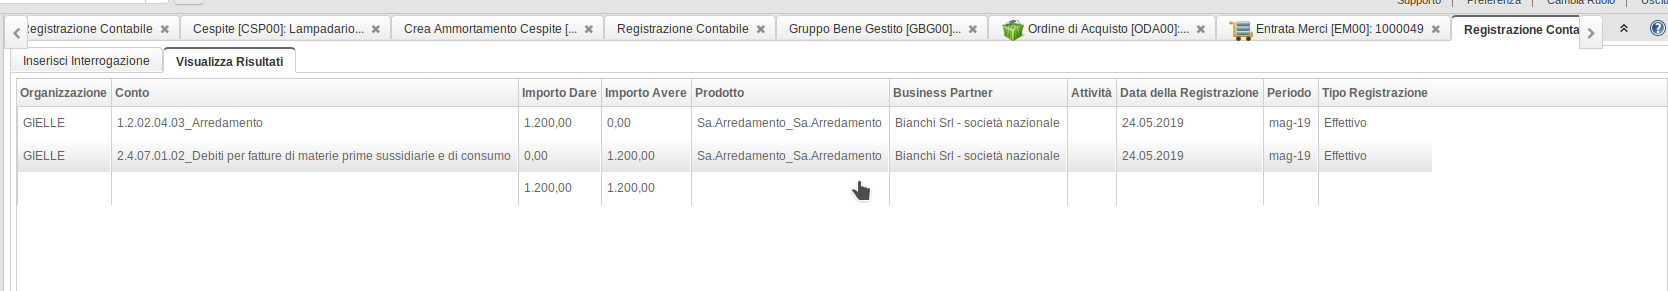 Supporto | Preferenza | Cambia Ruolo |
Registrazione Contabile Cespite [CSP00]: Lampadario... Crea Ammortamento Cespite [... Registrazione Contabile Gruppo Bene Gestito [GBG00]... Ordine di Acquisto [ODA00]:... Entrata Merci [EM00]: 1000049 Registrazione Conta
Inserisci Interrogazione Visualizza Risultati
Organizzazione Conto Importo Dare Importo Avere Prodotto Business Partner Attività Data della Registrazione Periodo Tipo Registrazione
GIELLE 1.2.02.04.03_Arredamento 1.200,00 0,00 Sa.Arredamento_Sa.Arredamento Bianchi Srl - società nazionale 24.05.2019 mag-19 Effettivo
GIELLE 2.4.07.01.02_Debiti per fatture di materie prime sussidiarie e di consumo 0,00 1.200,00 Sa.Arredamento_Sa.Arredamento Bianchi Srl - società nazionale 24.05.2019 mag-19 Effettivo
1.200,00 1.200,00